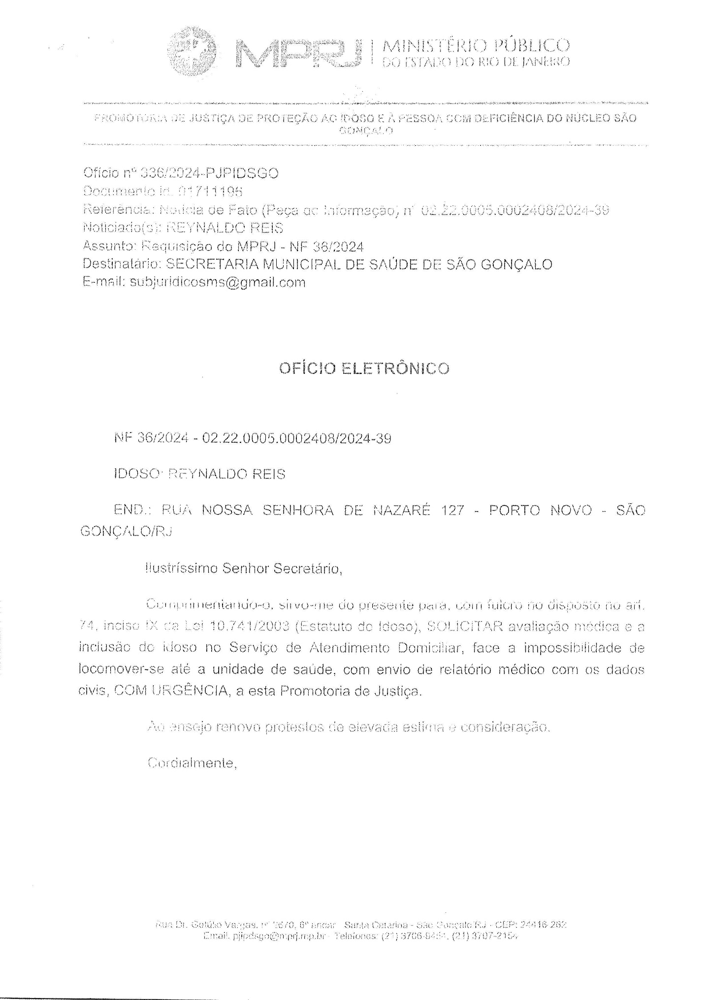 MPRJ MINISTÉRIO PÚBLICO
DO ESTADO DO RIO DE JANEIRO
PROMOTORIA DE JUSTIÇA DE PROTEÇÃO AO IDOSO E À PESSOA COM DEFICIÊNCIA DO NÚCLEO SÃO
GONÇALO
Ofício nº 336/2024-PJPIDSGO
Documento id. 01711196
Referência: Notícia de Fato (Peça de Informação) nº 02.22.0005.0002408/2024-39
Noticiado(s): REYNALDO REIS
Assunto: Requisição do MPRJ - NF 36/2024
Destinatário: SECRETARIA MUNICIPAL DE SAÚDE DE SÃO GONÇALO
E-mail: subjuridicosms@gmail.com
OFÍCIO ELETRÔNICO
NF 36/2024 - 02.22.0005.0002408/2024-39
IDOSO: REYNALDO REIS
END.: RUA NOSSA SENHORA DE NAZARÉ 127 - PORTO NOVO - SÃO
GONÇALO/RJ
Ilustríssimo Senhor Secretário,
Cumprimentando-o, sirvo-me do presente para, com fulcro no disposto no art.
74, inciso IX da Lei 10.741/2003 (Estatuto do Idoso), SOLICITAR avaliação médica e a
inclusão do idoso no Serviço de Atendimento Domiciliar, face a impossibilidade de
locomover-se até a unidade de saúde, com envio de relatório médico com os dados
civis, COM URGÊNCIA, a esta Promotoria de Justiça.
Ao ensejo renovo protestos de elevada estima e consideração.
Cordialmente,
Rua Dr. Getúlio Vargas, nº 2670, 6º andar - Santa Catarina - São Gonçalo/RJ - CEP: 24416-262
Email: pjipdsgo@mprj.mp.br - Telefones: (21) (21) 3707-2154